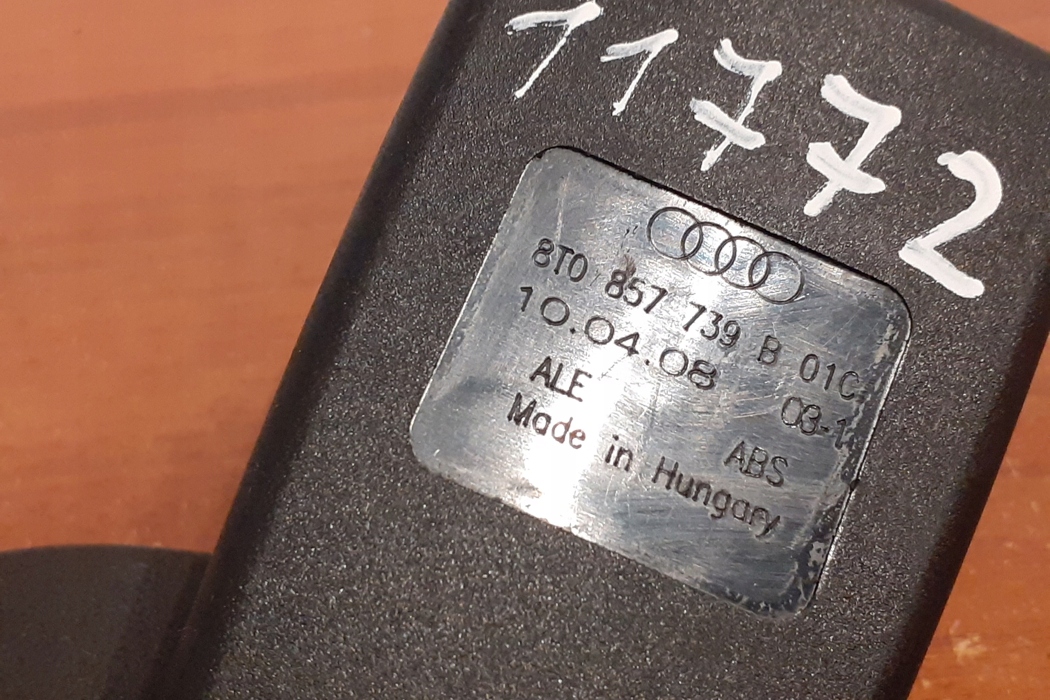 11772
8T0 857 739 B 01C
10.04.08 03-1
ALE ABS
Made in Hungary